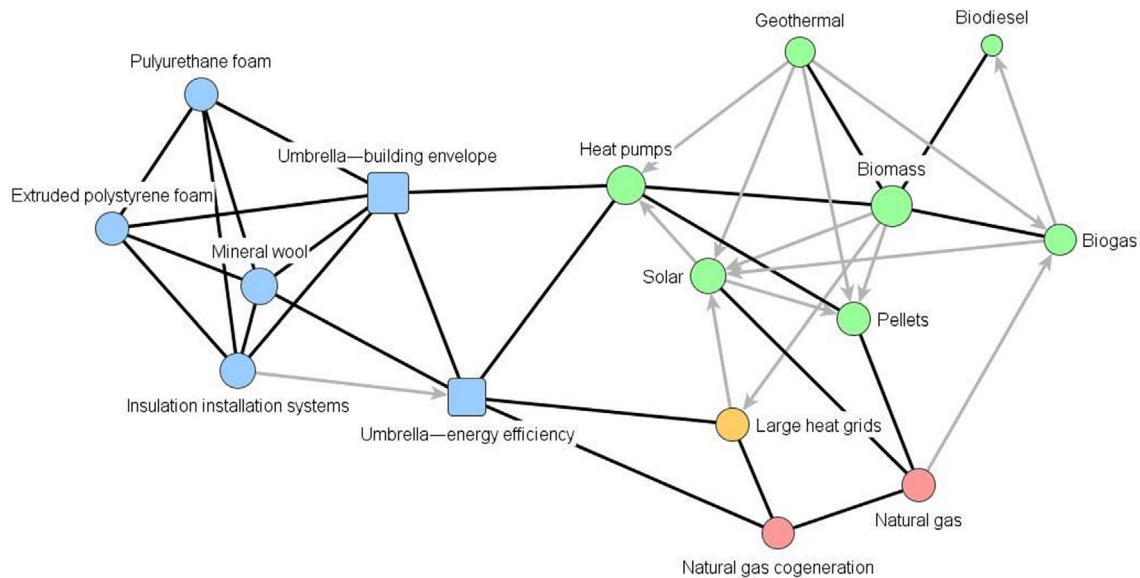 Geothermal
Biodiesel
Pulyurethane foam
Umbrella—building envelope
Heat pumps
Biomass
Extruded polystyrene foam
Mineral wool
Biogas
Solar
Pellets
Insulation installation systems
Umbrella—energy efficiency
Large heat grids
Natural gas
Natural gas cogeneration